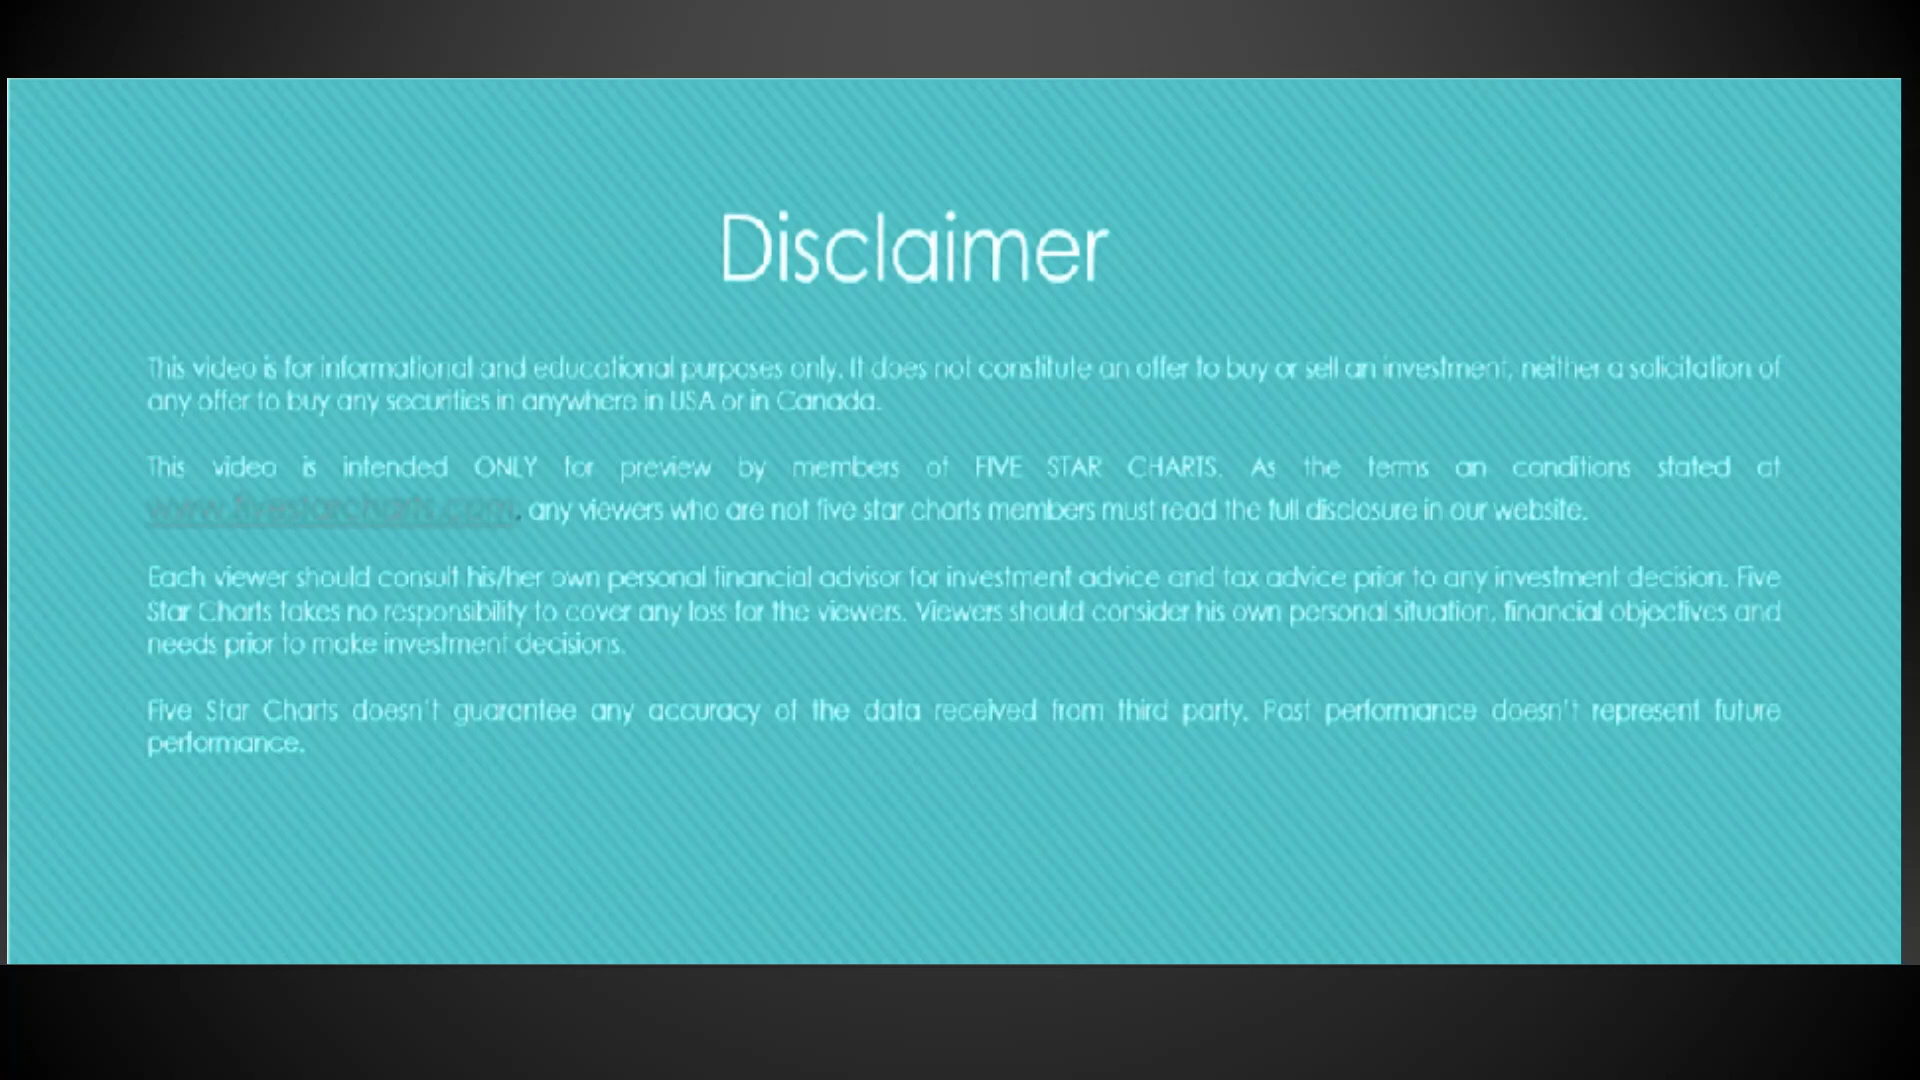 Disclaimer
This video is for informational and educational purposes only. It does not constitute an offer to buy or sell an investment, neither a solicitation of
any offer to buy any securities in anywhere in USA or in Canada.
This video is intended ONLY for preview by members of FIVE STAR CHARTS. As the terms an conditions stated at
www.fivestarcharts.com, any viewers who are not five star charts members must read the full disclosure in our website.
Each viewer should consult his/her own personal financial advisor for investment advice and tax advice prior to any investment decision. Five
Star Charts takes no responsibility to cover any loss for the viewers. Viewers should consider his own personal situation, financial objectives and
needs prior to make investment decisions.
Five Star Charts doesn't guarantee any accuracy of the data received from third party. Past performance doesn't represent future
performance.